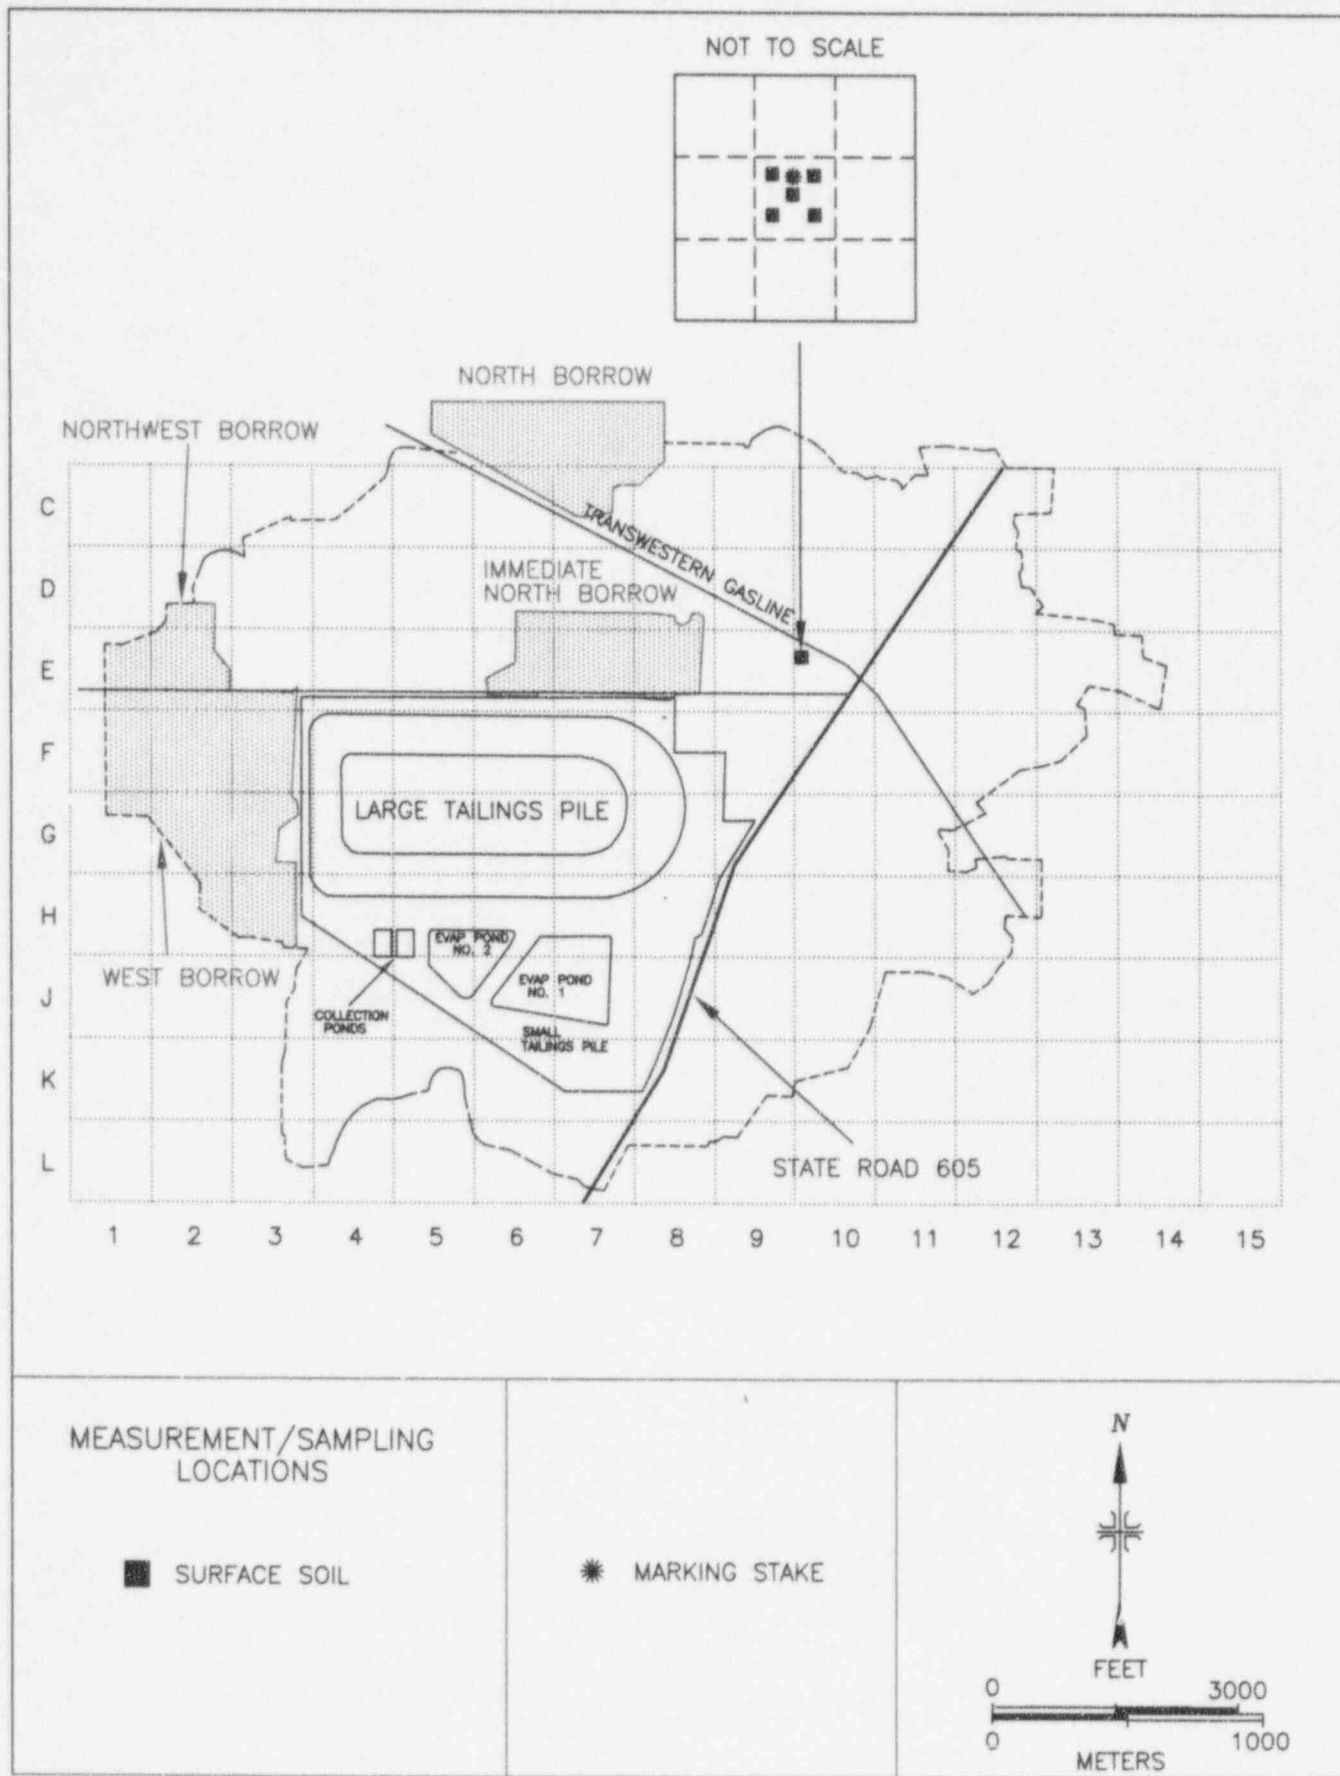 NOT TO SCALE
NORTH BORROW
NORTHWEST BORROW
TRANSWESTERN GASLINE
IMMEDIATE
NORTH BORROW
C
D
E
F
G
H
J
K
L
LARGE TAILINGS PILE
EVAP POND
NO. 2
EVAP POND
NO. 1
WEST BORROW
COLLECTION
PONDS
SMALL
TAILINGS PILE
STATE ROAD 605
1 2 3 4 5 6 7 8 9 10 11 12 13 14 15
MEASUREMENT/SAMPLING
LOCATIONS
SURFACE SOIL
MARKING STAKE
N
FEET
0 3000
0 1000
METERS